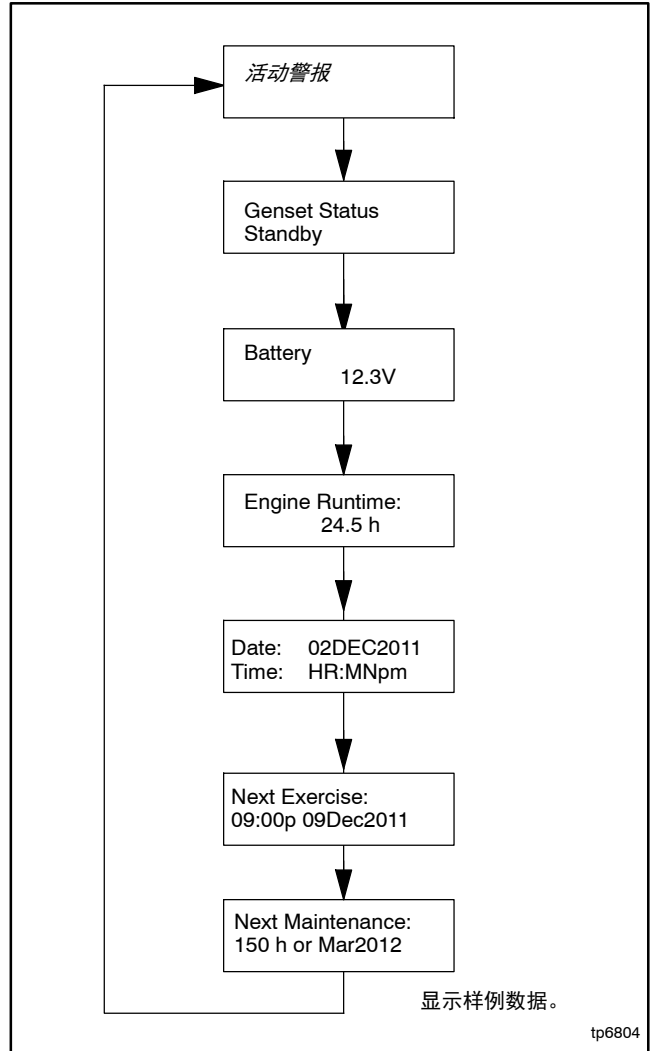 活动警报
Genset Status
Standby
Battery
12.3V
Engine Runtime:
24.5 h
Date: 02DEC2011
Time: HR:MNpm
Next Exercise:
09:00p 09Dec2011
Next Maintenance:
150 h or Mar2012
显示样例数据。
tp6804